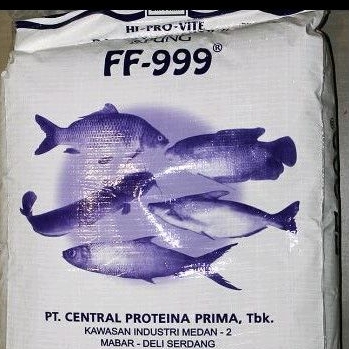 HI-PRO-VITE
FF-999®
PT. CENTRAL PROTEINA PRIMA, Tbk.
KAWASAN INDUSTRI MEDAN - 2
MABAR - DELI SERDANG